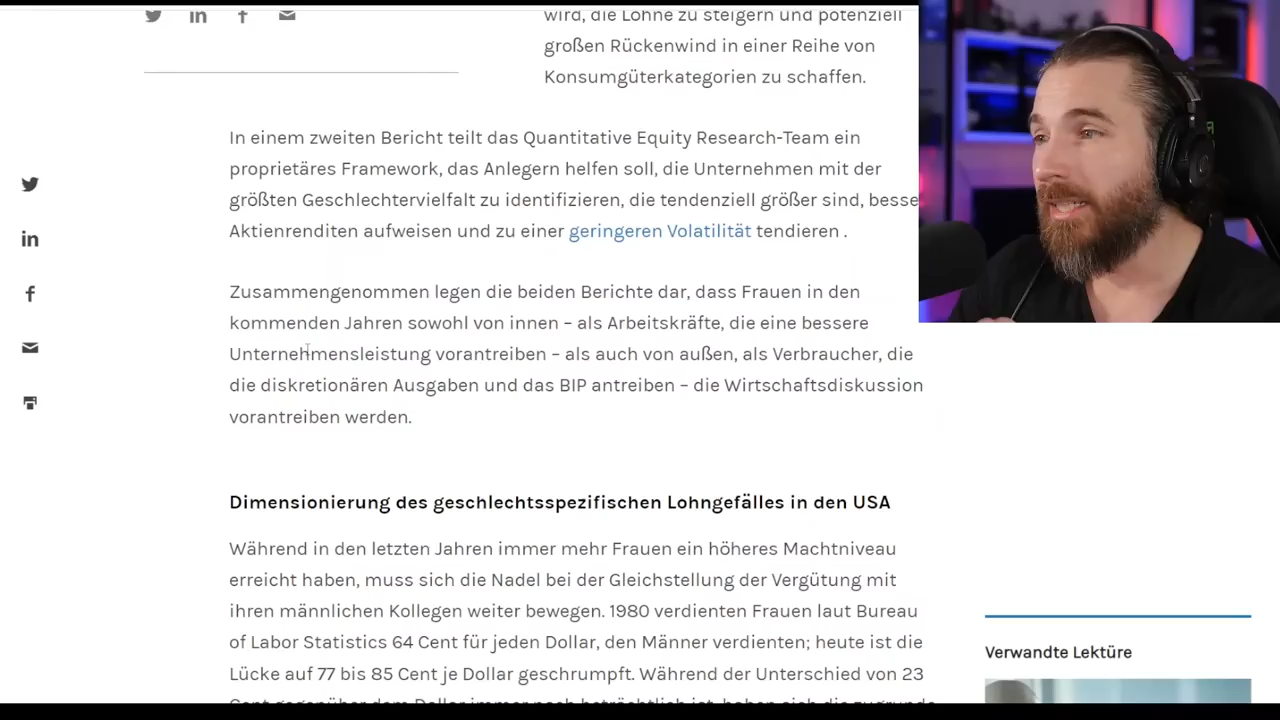 wird, die Löhne zu steigern und potenziell
großen Rückenwind in einer Reihe von
Konsumgüterkategorien zu schaffen.
In einem zweiten Bericht teilt das Quantitative Equity Research-Team ein
proprietäres Framework, das Anlegern helfen soll, die Unternehmen mit der
größten Geschlechtervielfalt zu identifizieren, die tendenziell größer sind, besse
Aktienrenditen aufweisen und zu einer geringeren Volatilität tendieren .
Zusammengenommen legen die beiden Berichte dar, dass Frauen in den
kommenden Jahren sowohl von innen – als Arbeitskräfte, die eine bessere
Unternehmensleistung vorantreiben – als auch von außen, als Verbraucher, die
die diskretionären Ausgaben und das BIP antreiben – die Wirtschaftsdiskussion
vorantreiben werden.
Dimensionierung des geschlechtsspezifischen Lohngefälles in den USA
Während in den letzten Jahren immer mehr Frauen ein höheres Machtniveau
erreicht haben, muss sich die Nadel bei der Gleichstellung der Vergütung mit
ihren männlichen Kollegen weiter bewegen. 1980 verdienten Frauen laut Bureau
of Labor Statistics 64 Cent für jeden Dollar, den Männer verdienten; heute ist die
Lücke auf 77 bis 85 Cent je Dollar geschrumpft. Während der Unterschied von 23
Verwandte Lektüre